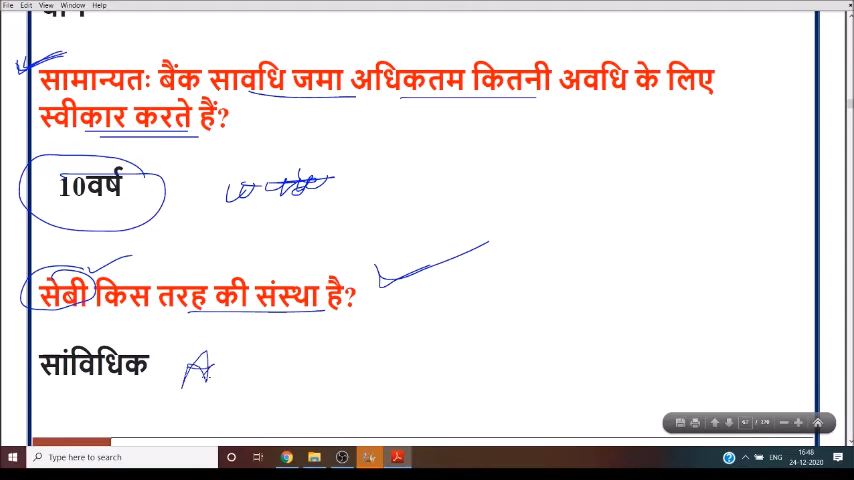 File Edit View Window Help
सामान्यतः बैंक सावधि जमा अधिकतम कितनी अवधि के लिए
स्वीकार करते हैं?
10वर्ष
सेबी किस तरह की संस्था है?
सांविधिक A
Type here to search
ENG
16:48
24-12-2020